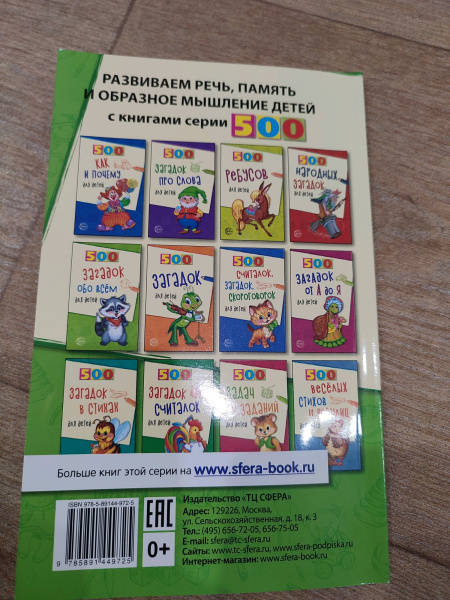 РАЗВИВАЕМ РЕЧЬ, ПАМЯТЬ
И ОБРАЗНОЕ МЫШЛЕНИЕ ДЕТЕЙ
с книгами серии 500
500
КАК
И ПОЧЕМУ
для детей
500
ЗАГАДОК
ПРО СЛОВА
для детей
500
РЕБУСОВ
для детей
500
НАРОДНЫХ
ЗАГАДОК
для детей
500
ЗАГАДОК
ОБО ВСЁМ
для детей
500
ЗАГАДОК
для детей
500
СЧИТАЛОК,
ЗАГАДОК,
СКОРОГОВОРОК
для детей
500
ЗАГАДОК
ОТ А ДО Я
для детей
500
ЗАГАДОК
В СТИХАХ
для детей
500
ЗАГАДОК
СЧИТАЛОК
500
ЗАДАЧ
ЗАДАНИЙ
500
ВЕСЁЛЫХ
СТИХОВ
для детей
Больше книг этой серии на www.sfera-book.ru
ISBN 978-5-89144-972-5
9 785891 449725
EAC
0+
Издательство «ТЦ СФЕРА»
Адрес: 129226, Москва,
ул. Сельскохозяйственная, д. 18, к. 3
Тел.: (495) 656-72-05, 656-75-05
E-mail: sfera@tc-sfera.ru
Сайты: www.tc-sfera.ru, www.sfera-podpiska.ru
Интернет-магазин: www.sfera-book.ru